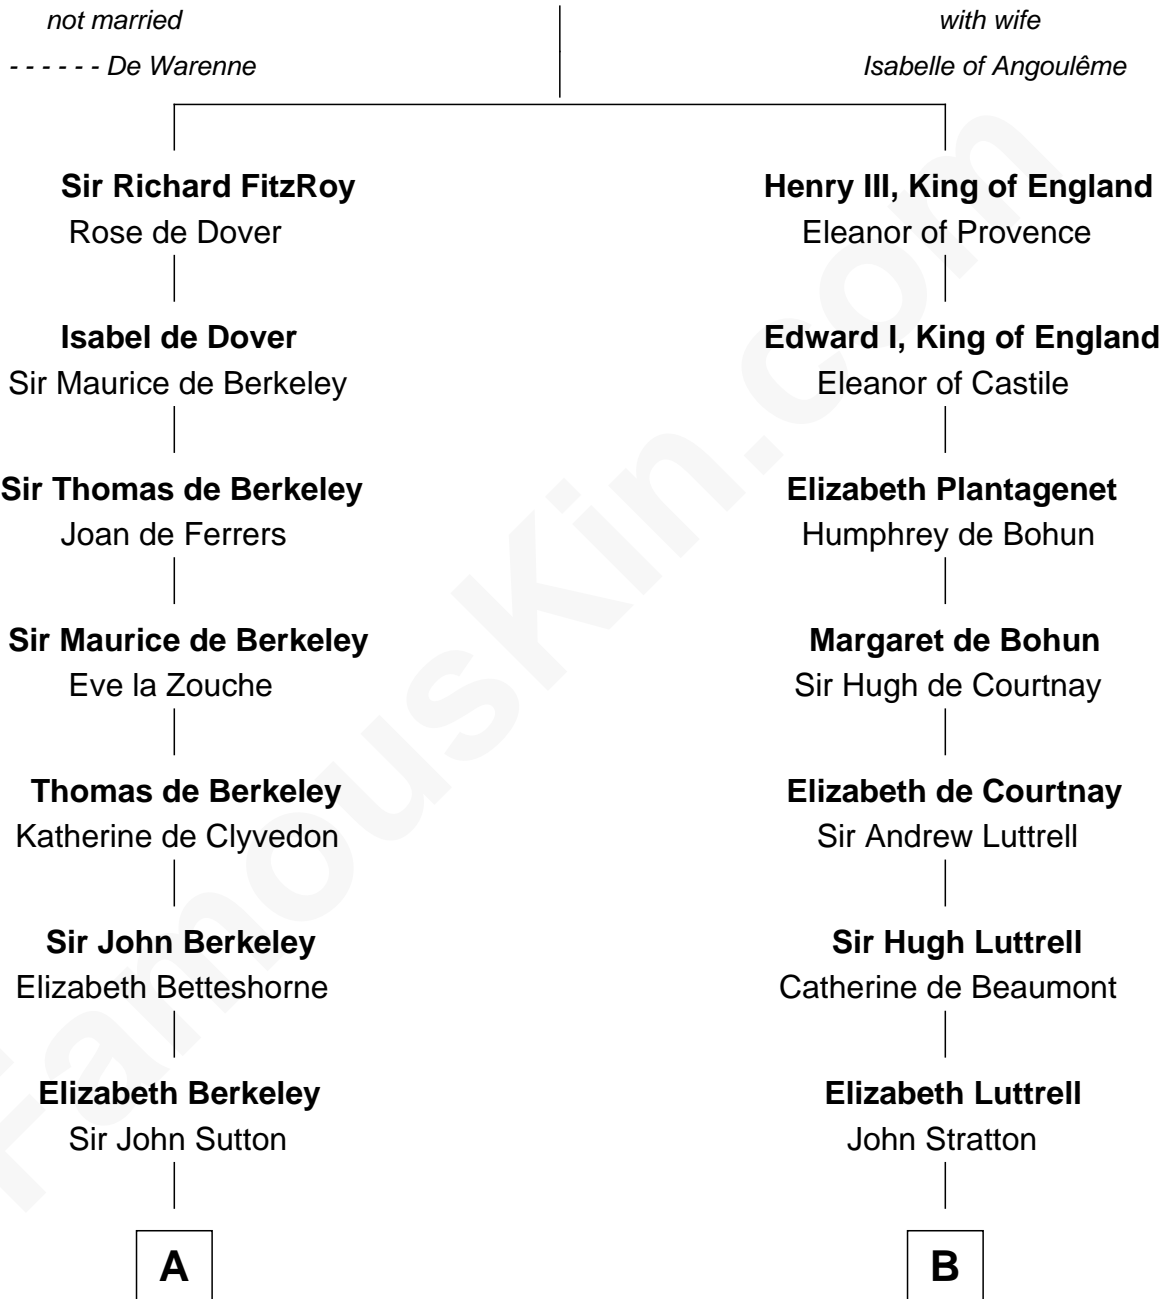 not married
- - - - - - De Warenne
with wife
Isabelle of Angoulême
Sir Richard FitzRoy
Rose de Dover
Henry III, King of England
Eleanor of Provence
Isabel de Dover
Sir Maurice de Berkeley
Edward I, King of England
Eleanor of Castile
Sir Thomas de Berkeley
Joan de Ferrers
Elizabeth Plantagenet
Humphrey de Bohun
Sir Maurice de Berkeley
Eve la Zouche
Margaret de Bohun
Sir Hugh de Courtnay
Thomas de Berkeley
Katherine de Clyvedon
Elizabeth de Courtnay
Sir Andrew Luttrell
Sir John Berkeley
Elizabeth Betteshorne
Sir Hugh Luttrell
Catherine de Beaumont
Elizabeth Berkeley
Sir John Sutton
Elizabeth Luttrell
John Stratton
A
B
FamousKin.com